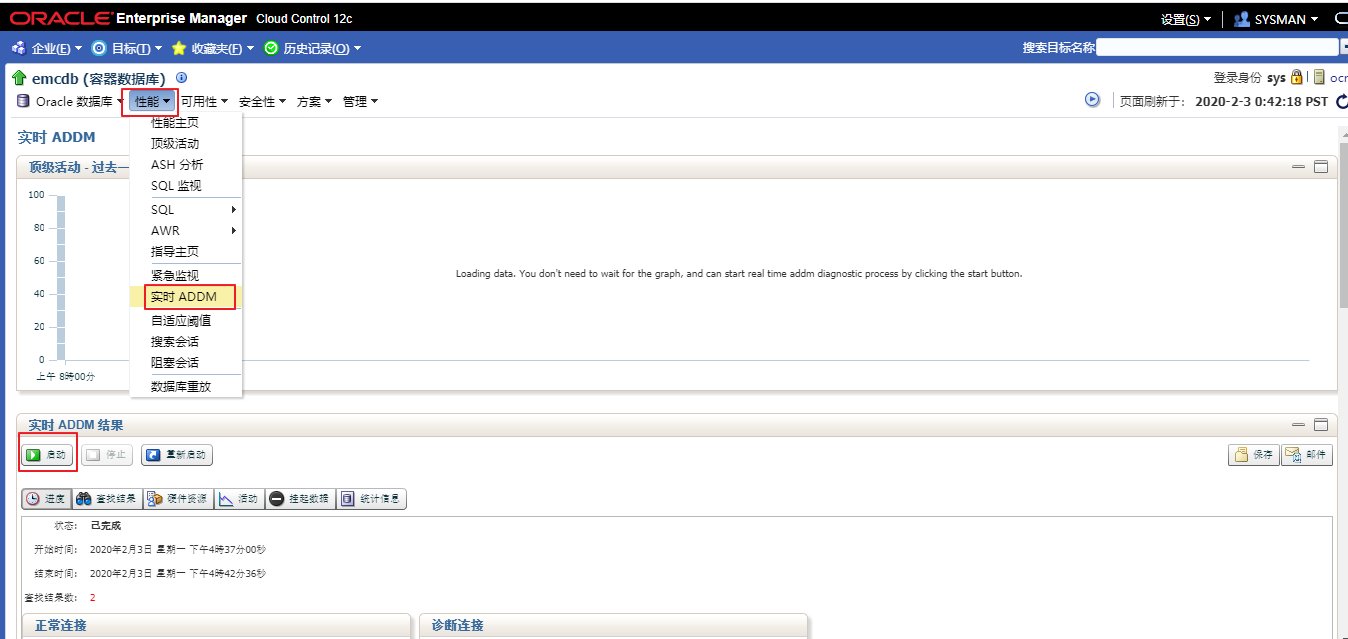 ORACLE Enterprise Manager Cloud Control 12c 设置(S) SYSMAN
企业(E) 目标(T) 收藏夹(F) 历史记录(O) 搜索目标名称
emcdb (容器数据库) 登录身份 sys ocr
Oracle 数据库 性能 可用性 安全性 方案 管理 页面刷新于: 2020-2-3 0:42:18 PST
性能主页
实时 ADDM
顶级活动
ASH 分析
顶级活动 - 过去一
SQL 监视
100
SQL
80
AWR
指导主页
60
紧急监视
Loading data. You don't need to wait for the graph, and can start real time addm diagnostic process by clicking the start button.
40
实时 ADDM
自适应阈值
20
搜索会话
0
阻塞会话
上午 8時00分
数据库重放
实时 ADDM 结果
启动 停止 重新启动 保存 邮件
进度 查找结果 硬件资源 活动 挂起数据 统计信息
状态: 已完成
开始时间: 2020年2月3日 星期一 下午4時37分00秒
结束时间: 2020年2月3日 星期一 下午4時42分36秒
查找结果数: 2
正常连接 诊断连接